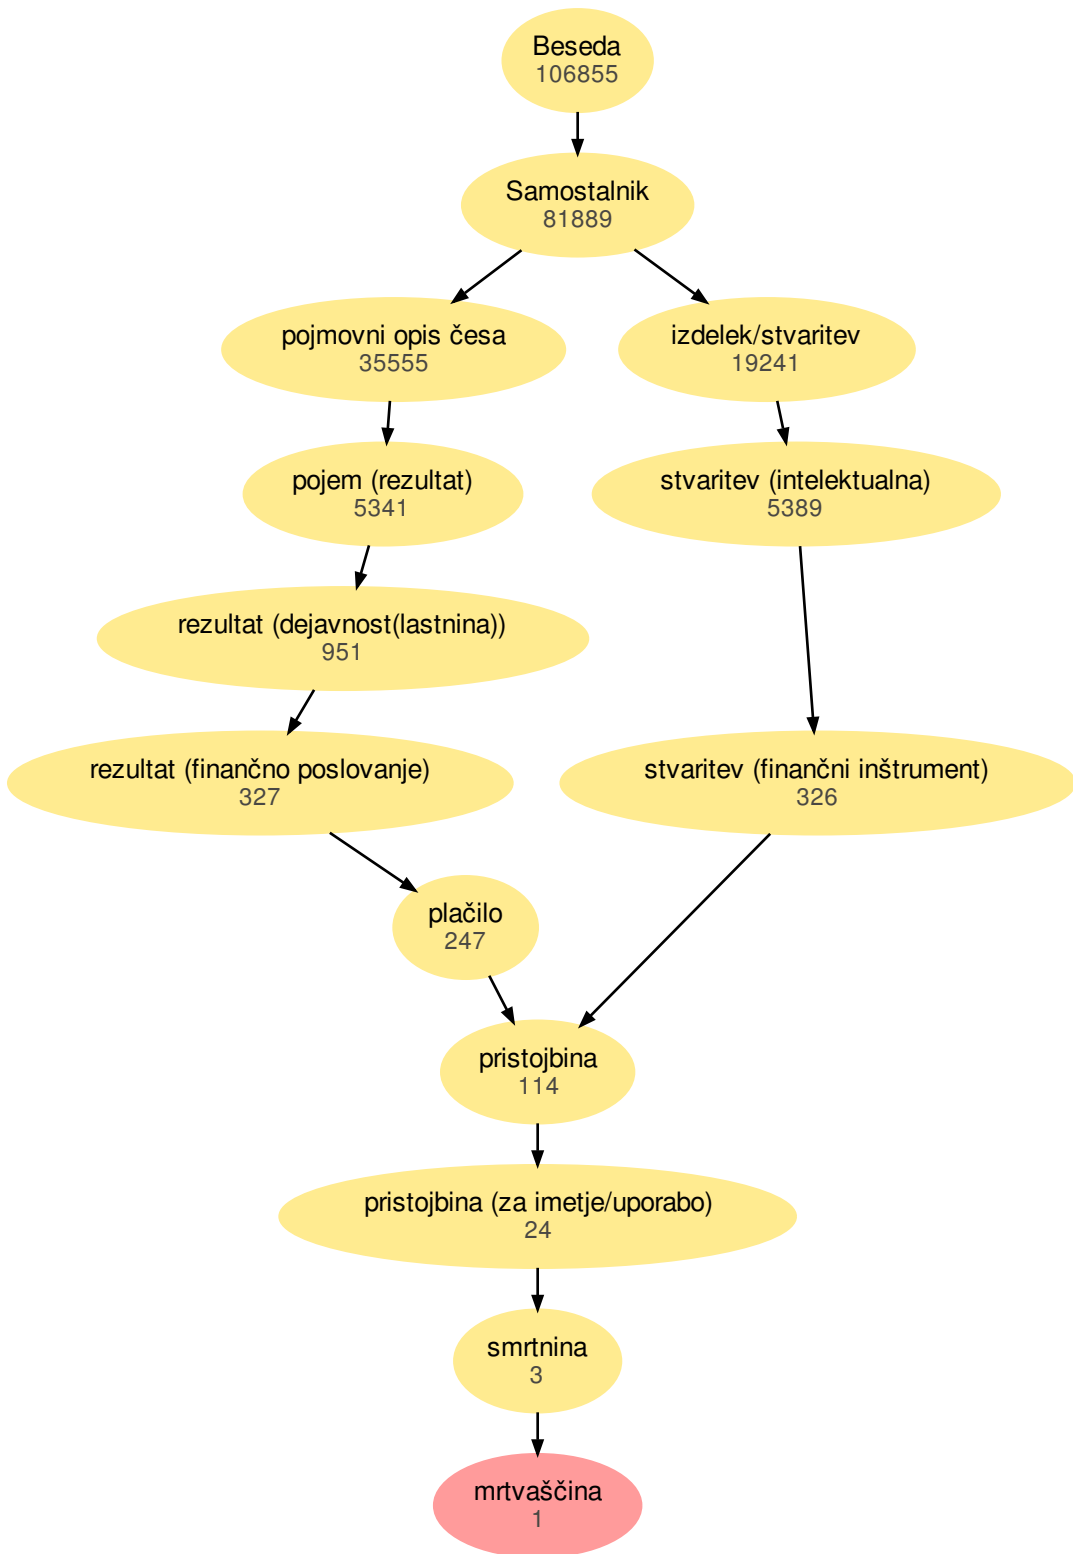 Beseda
106855
Samostalnik
81889
pojmovni opis česa
35555
izdelek/stvaritev
19241
pojem (rezultat)
5341
stvaritev (intelektualna)
5389
rezultat (dejavnost(lastnina))
951
rezultat (finančno poslovanje)
327
stvaritev (finančni inštrument)
326
plačilo
247
pristojbina
114
pristojbina (za imetje/uporabo)
24
smrtnina
3
mrtvaščina
1